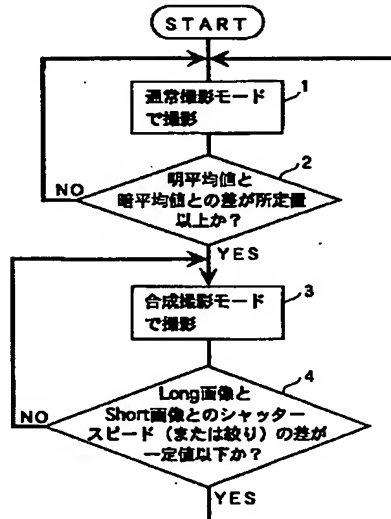 START
通常撮影モード
で撮影
1
2
明平均値と
暗平均値との差が所定量
以上か？
NO
YES
合成撮影モード
で撮影
3
4
Long画像と
Short画像とのシャッター
スピード（または絞り）の差が
一定値以下か？
NO
YES